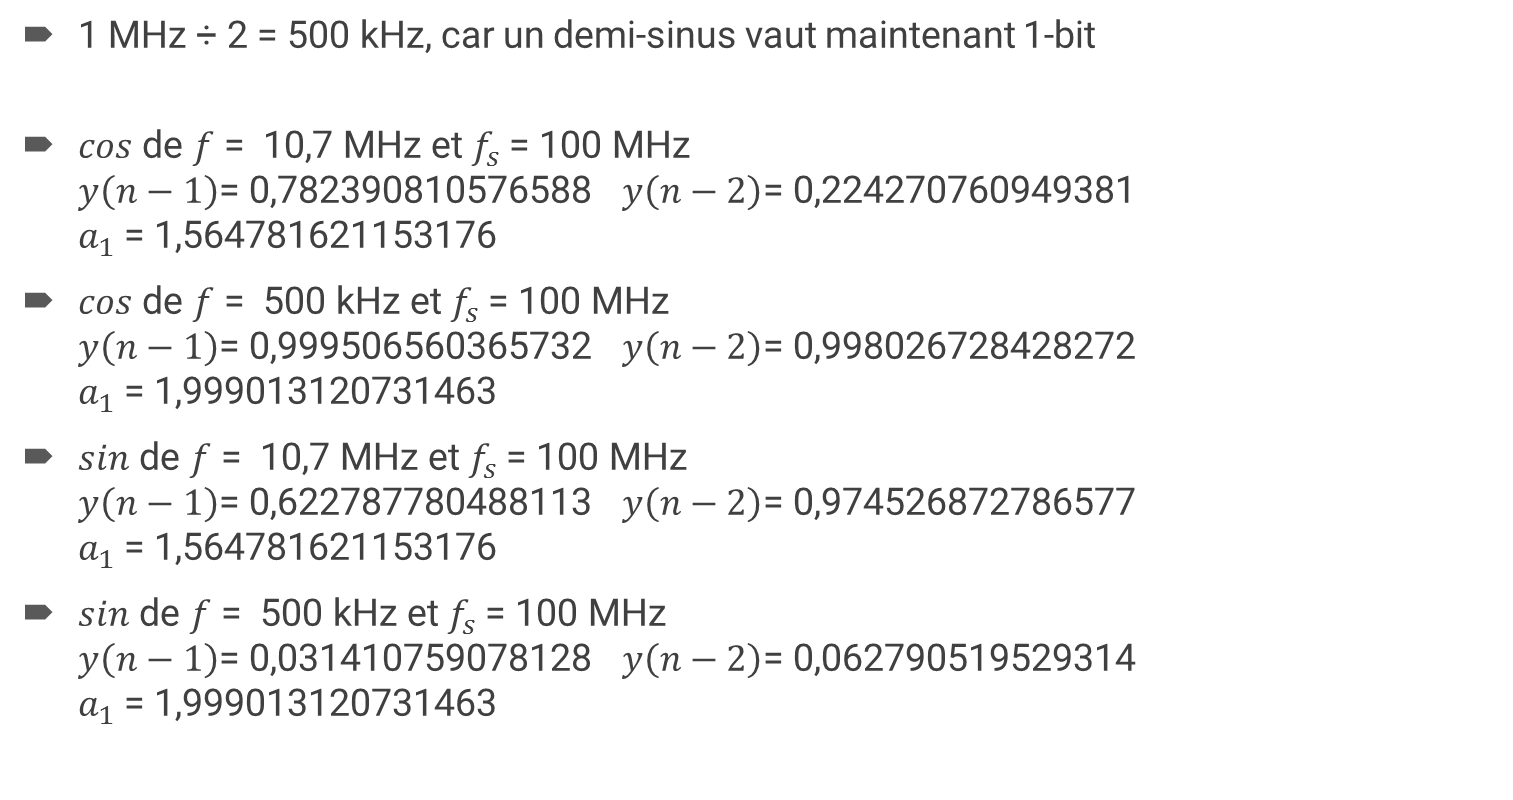 1 MHz ÷ 2 = 500 kHz, car un demi-sinus vaut maintenant 1-bit
cos de f = 10,7 MHz et fₛ = 100 MHz
y(n − 1)= 0,782390810576588 y(n − 2)= 0,224270760949381
a₁ = 1,564781621153176
cos de f = 500 kHz et fₛ = 100 MHz
y(n − 1)= 0,999506560365732 y(n − 2)= 0,998026728428272
a₁ = 1,999013120731463
sin de f = 10,7 MHz et fₛ = 100 MHz
y(n − 1)= 0,622787780488113 y(n − 2)= 0,974526872786577
a₁ = 1,564781621153176
sin de f = 500 kHz et fₛ = 100 MHz
y(n − 1)= 0,031410759078128 y(n − 2)= 0,062790519529314
a₁ = 1,999013120731463